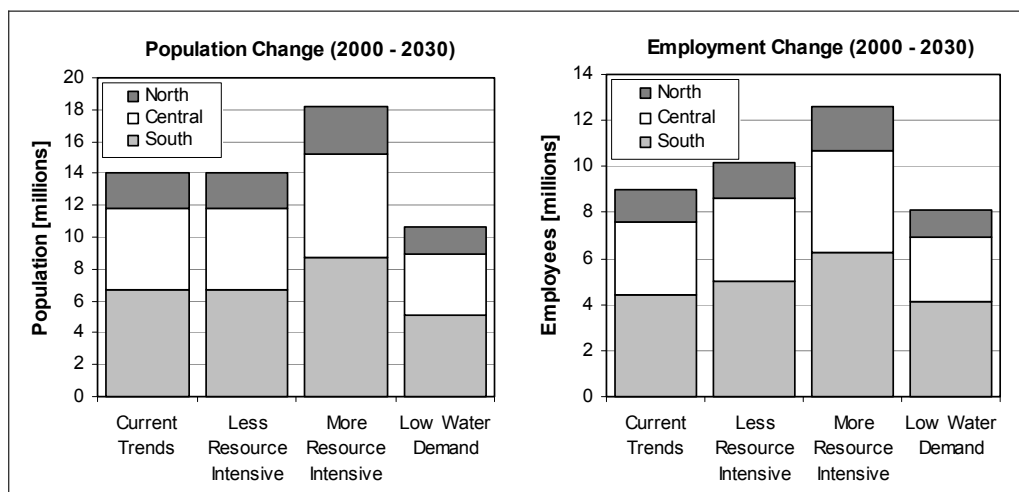 Population Change (2000 - 2030)
Population [millions]
20
18
16
14
12
10
8
6
4
2
0
North
Central
South
Current
Trends
Less
Resource
Intensive
More
Resource
Intensive
Low Water
Demand
Employment Change (2000 - 2030)
Employees [millions]
14
12
10
8
6
4
2
0
North
Central
South
Current
Trends
Less
Resource
Intensive
More
Resource
Intensive
Low Water
Demand